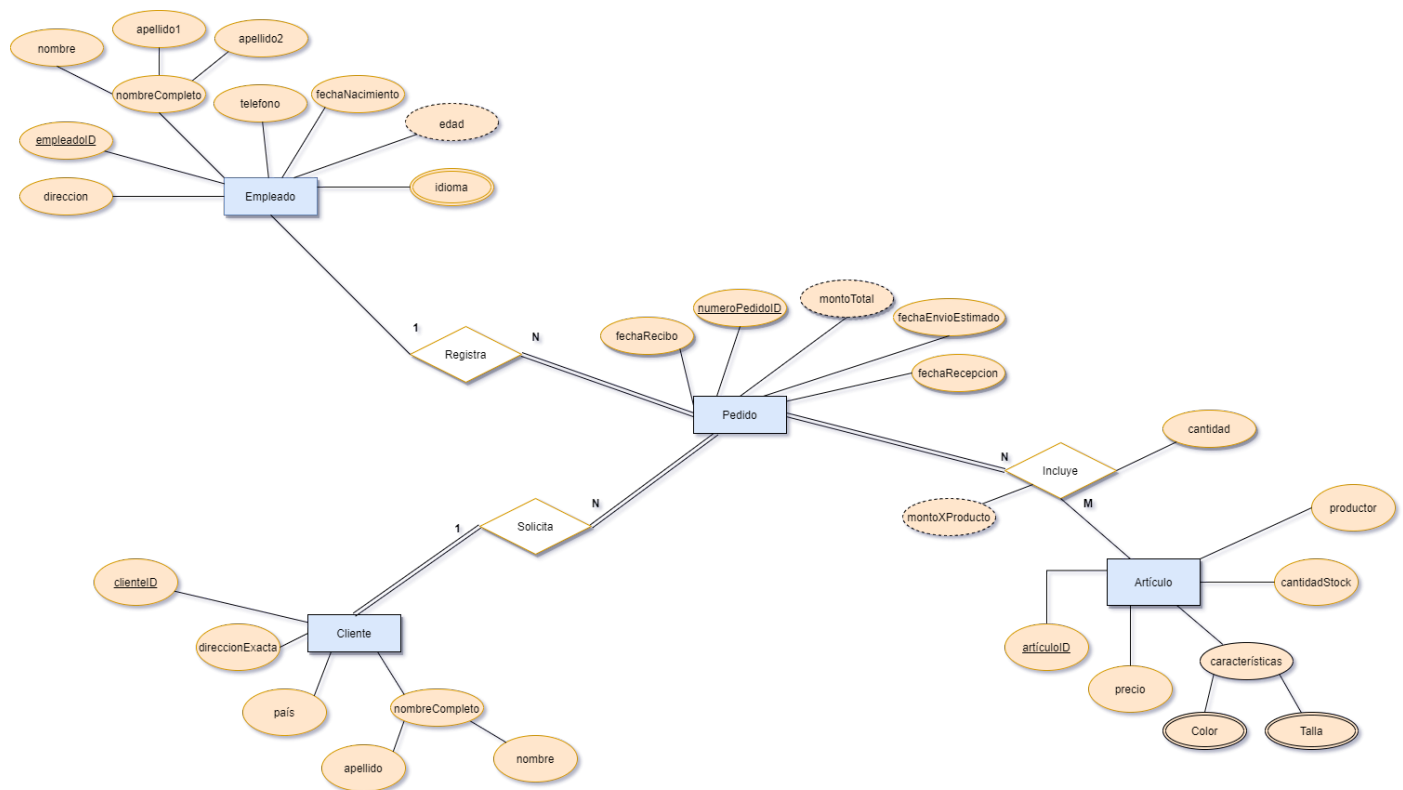 apellido1
apellido2
nombre
nombreCompleto
telefono
fechaNacimiento
edad
empleadoID
idioma
direccion
Empleado
1
Registra
N
fechaRecibo
numeroPedidoID
montoTotal
fechaEnvioEstimado
fechaRecepcion
Pedido
cantidad
N
Incluye
M
montoXProducto
productor
1
Solicita
N
clienteID
Cliente
direccionExacta
país
nombreCompleto
apellido
nombre
Artículo
cantidadStock
artículoID
precio
características
Color
Talla